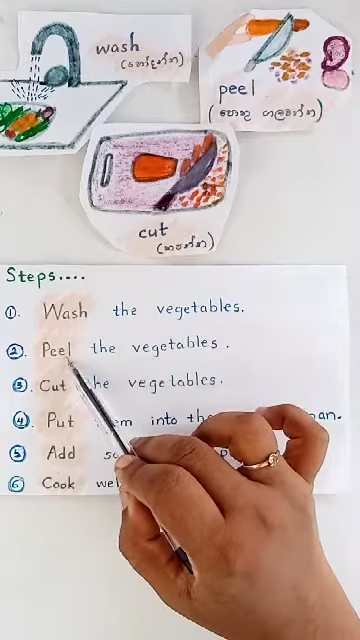 wash
(හෝදන්න)
peel
(පොතු ගලවන්න)
cut
(කපන්න)
Steps....
①. Wash the vegetables.
②. Peel the vegetables.
③. Cut the vegetables.
④. Put into the
⑤ Add
⑥ Cook